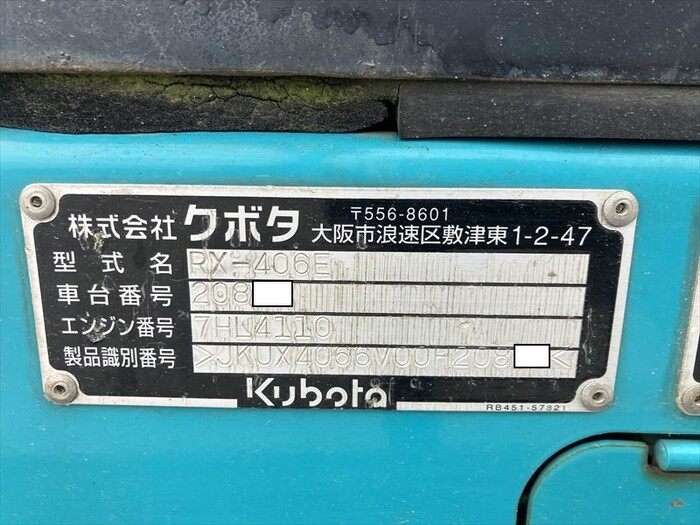 株式会社クボタ 〒556-8601
大阪市浪速区敷津東1-2-47
型式名 RX-406E
車台番号 208
エンジン番号 7HL4110
製品識別番号 >JKUX4066V00H208 <
Kubota
RB451-57821